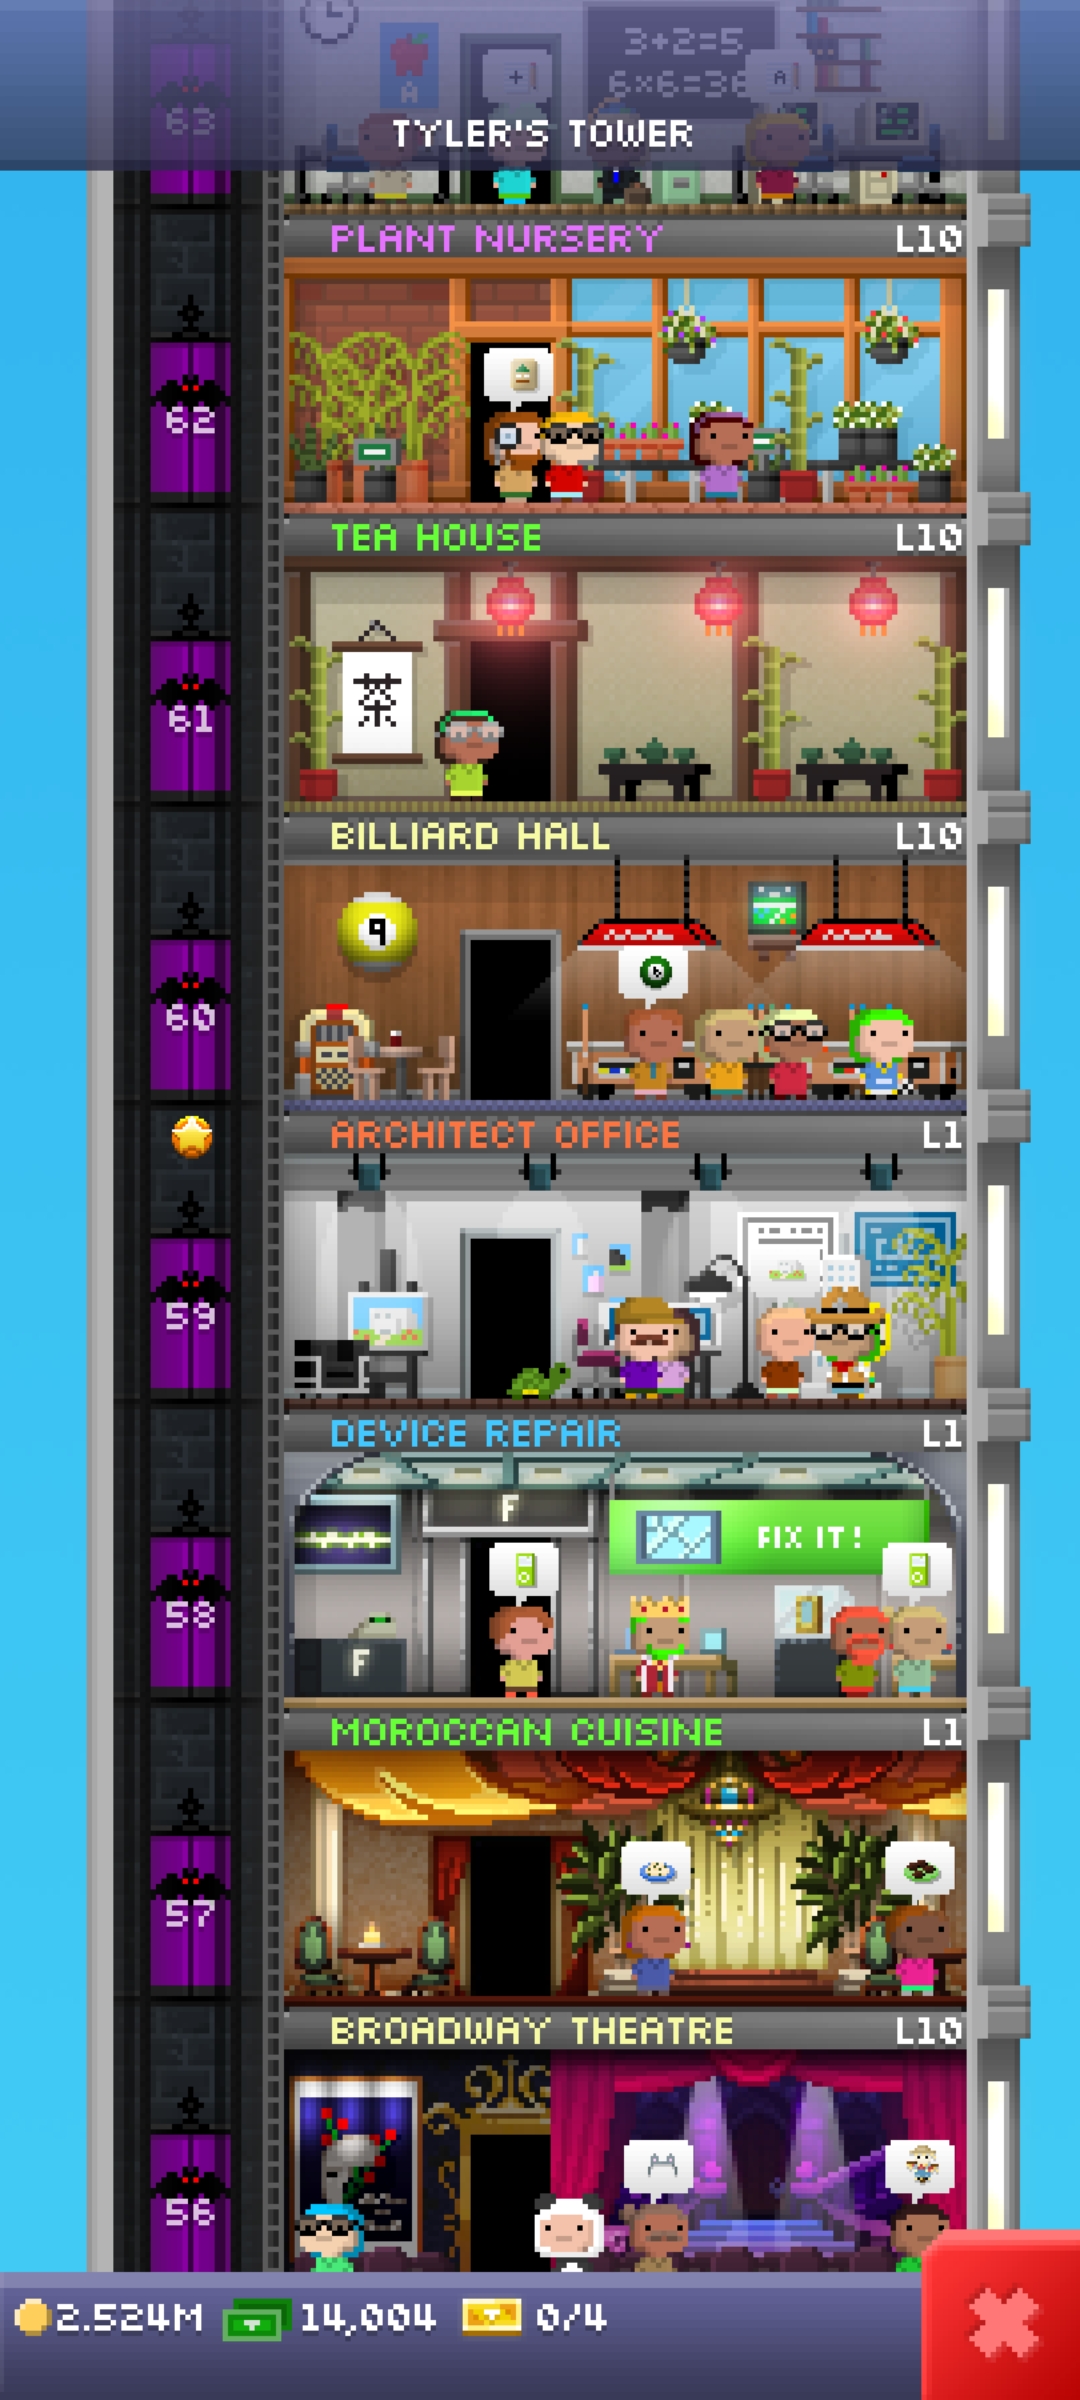 3+2=5
6x6=36
A
+
A
63
TYLER'S TOWER
PLANT NURSERY L10
62
TEA HOUSE L10
茶
61
BILLIARD HALL L10
9
60
ARCHITECT OFFICE L1
59
DEVICE REPAIR L1
F
FIX IT!
F
58
MOROCCAN CUISINE L1
57
BROADWAY THEATRE L10
56
2.524M 14,004 0/4